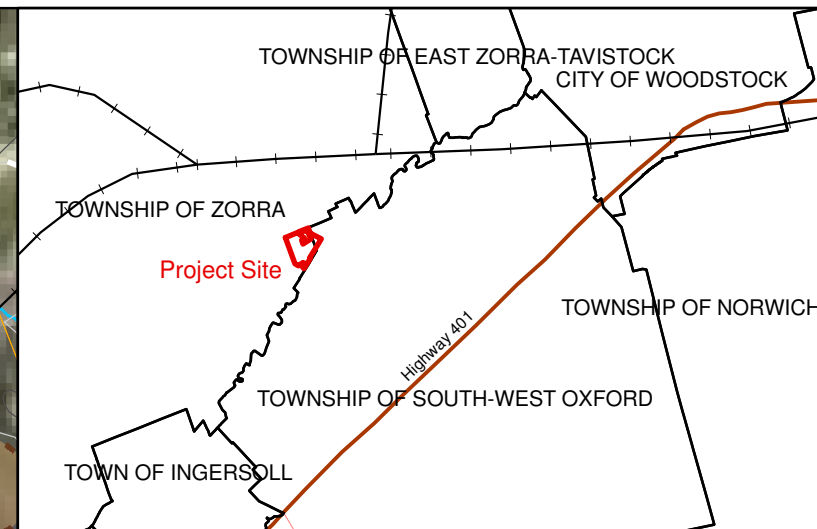 TOWNSHIP OF EAST ZORRA-TAVISTOCK
CITY OF WOODSTOCK
TOWNSHIP OF ZORRA
Project Site
TOWNSHIP OF NORWICH
Highway 401
TOWNSHIP OF SOUTH-WEST OXFORD
TOWN OF INGERSOLL